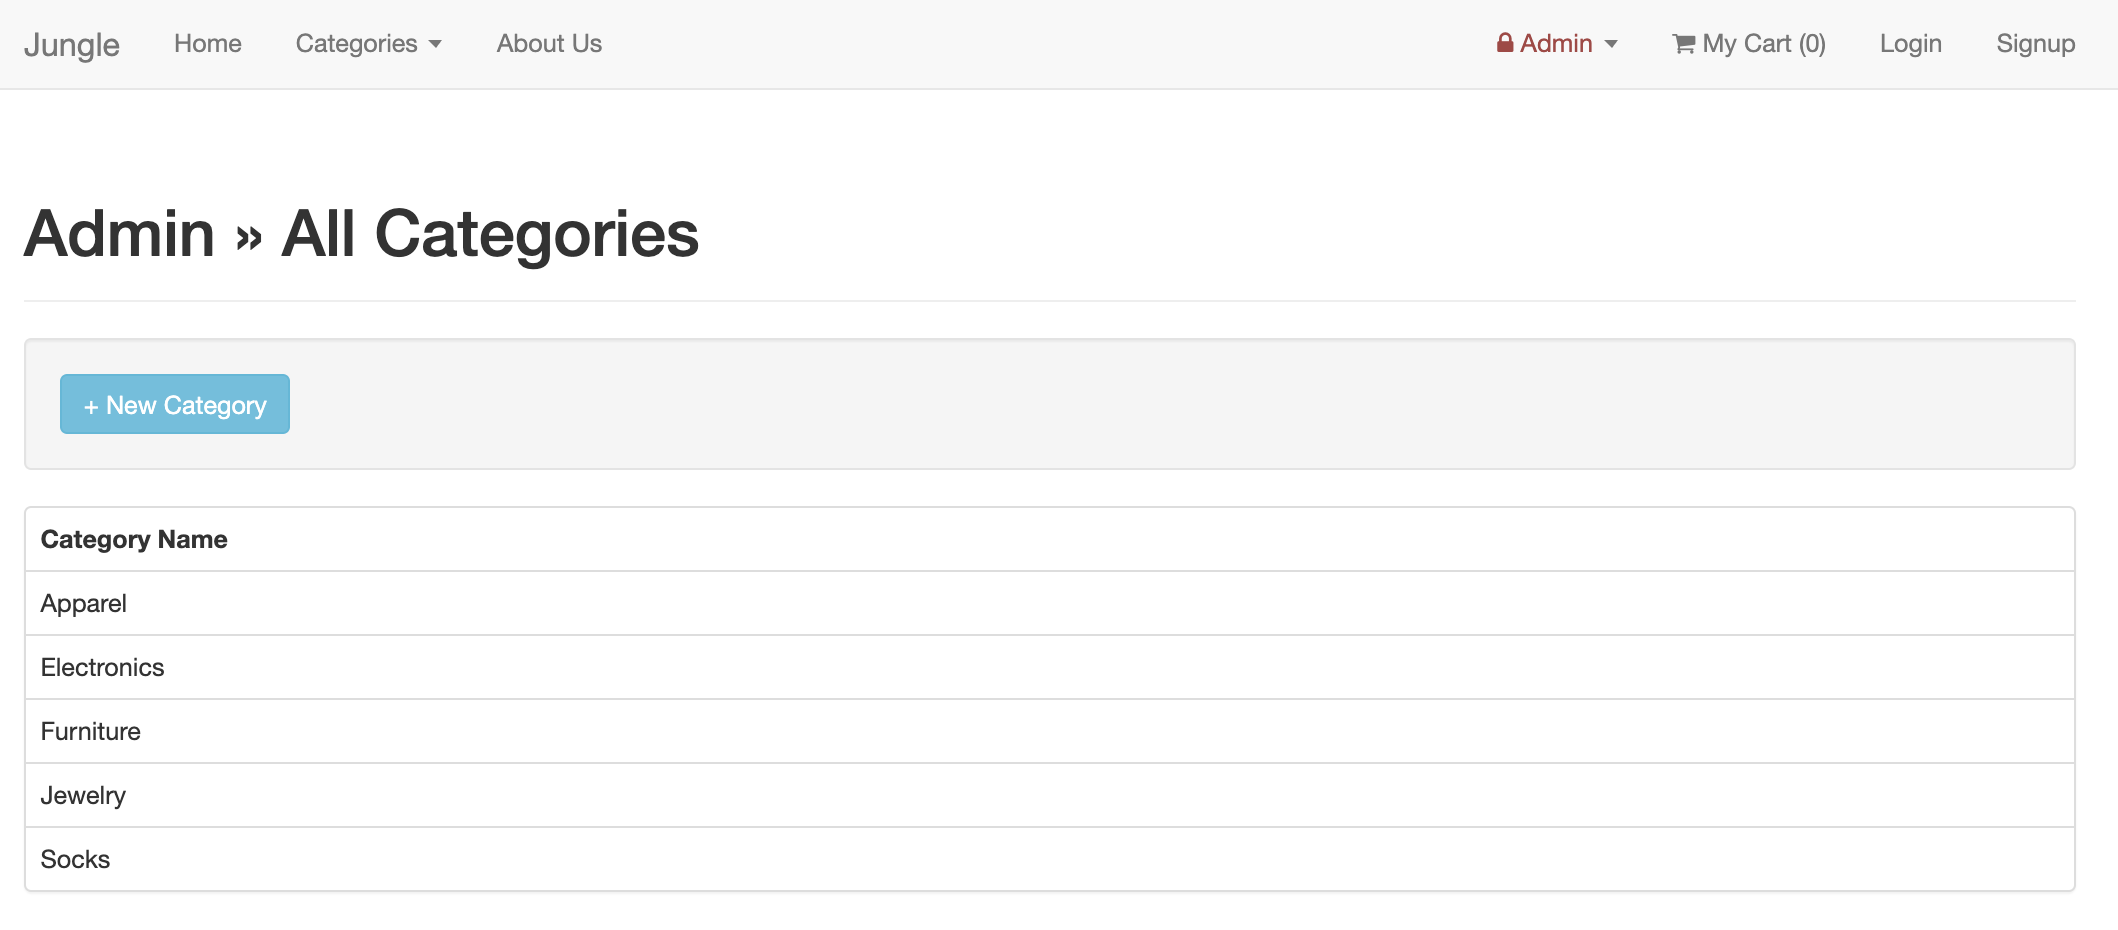 Jungle Home Categories About Us Admin My Cart (0) Login Signup
Admin » All Categories
+ New Category
Category Name
Apparel
Electronics
Furniture
Jewelry
Socks